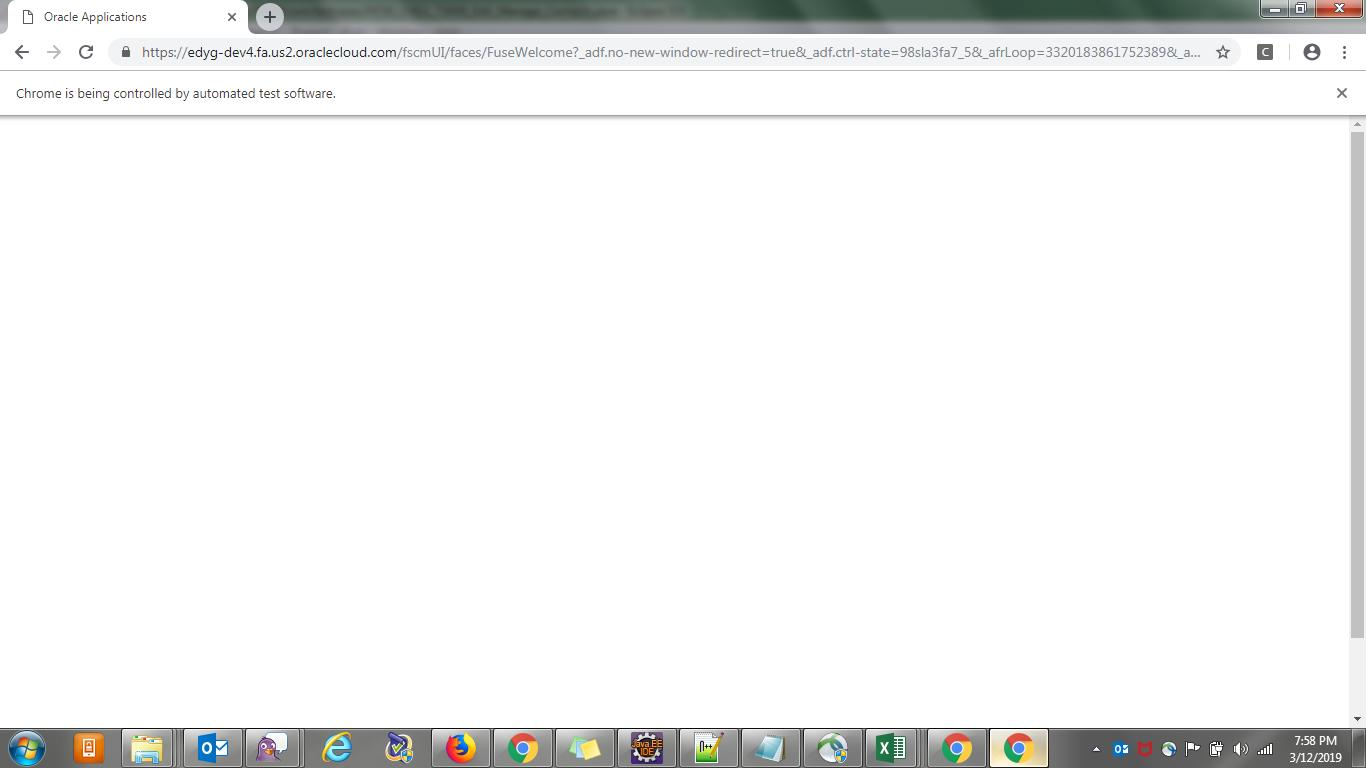 Oracle Applications
https://edyg-dev4.fa.us2.oraclecloud.com/fscmUI/faces/FuseWelcome?_adf.no-new-window-redirect=true&_adf.ctrl-state=98sla3fa7_5&_afrLoop=332018386175238​9&_a...
C
Chrome is being controlled by automated test software.
Java EE
IDE
7:58 PM
3/12/2019